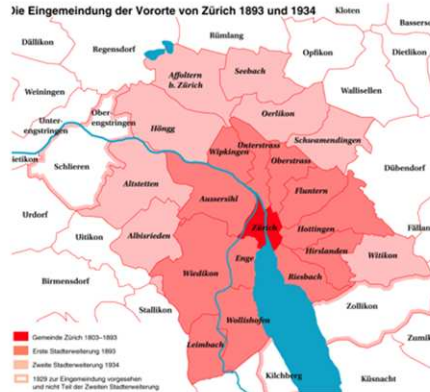 Die Eingemeindung der Vororte von Zürich 1893 und 1934
Kloten
Bassers
Rümlang
Dällikon
Regensdorf
Opfikon
Dietlikon
Seebach
Affoltern
b. Zürich
Wallisellen
Weiningen
Ober-
engstringen
Unter-
engstringen
Oerlikon
Höngg
Schwamendingen
Unterstrass
Wipkingen
Oberstrass
ietikon
Schlieren
Dübendorf
Altstetten
Fluntern
Aussersihl
Urdorf
Zürich
Hottingen
Fälla
Albisrieden
Uitikon
Enge
Hirslanden
Witikon
Wiedikon
Riesbach
Birmensdorf
Stallikon
Zollikon
Wollishofen
Zumik
Leimbach
Kilchberg
Küsnacht
Gemeinde Zürich 1803–1893
Erste Stadterweiterung 1893
Zweite Stadterweiterung 1934
1929 zur Eingemeindung vorgesehen
und nicht Teil der Zweiten Stadterweiterung